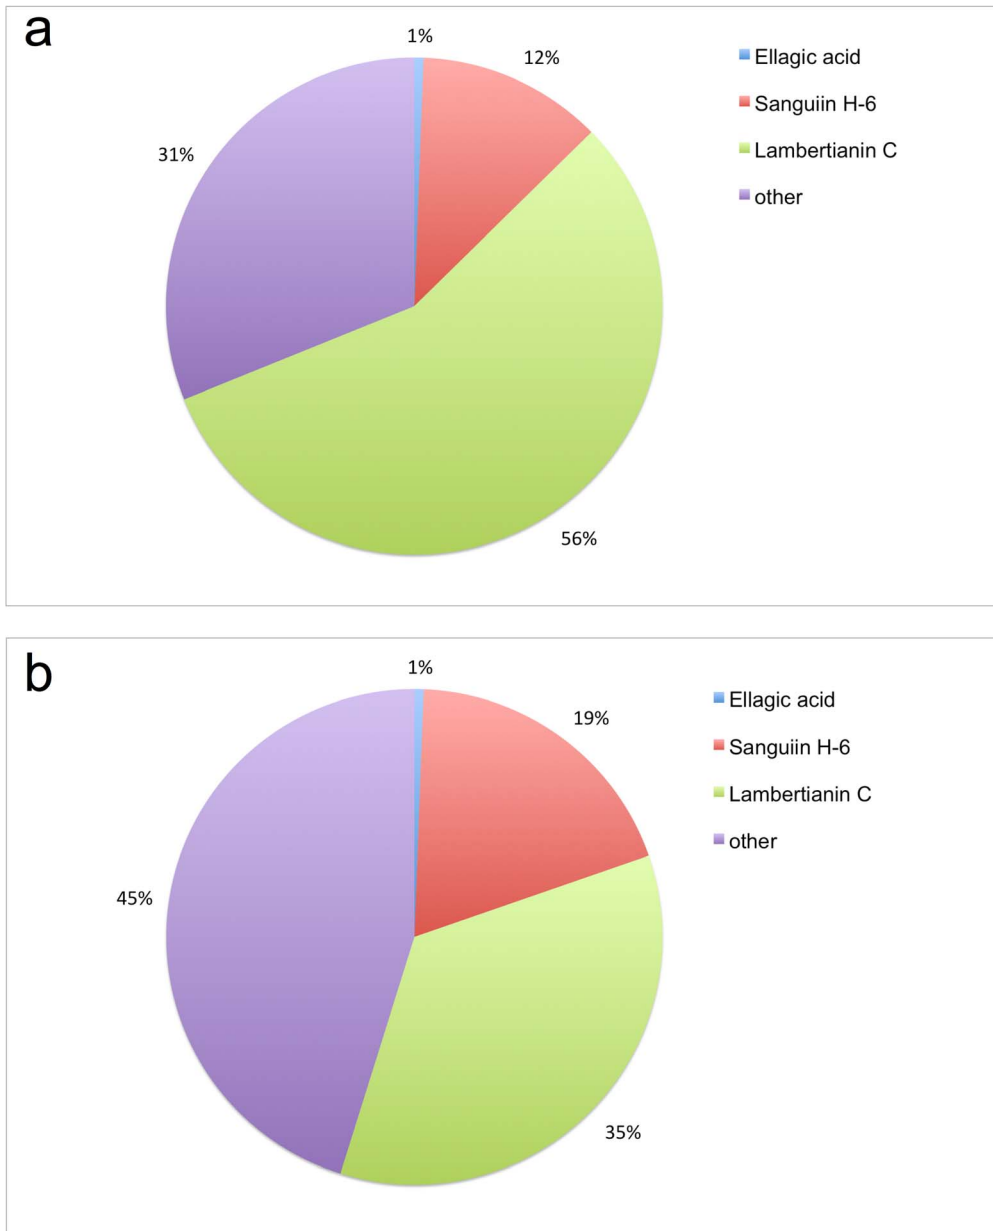 a
1%
12%
31%
56%
Ellagic acid
Sanguiin H-6
Lambertianin C
other
b
1%
19%
45%
35%
Ellagic acid
Sanguiin H-6
Lambertianin C
other